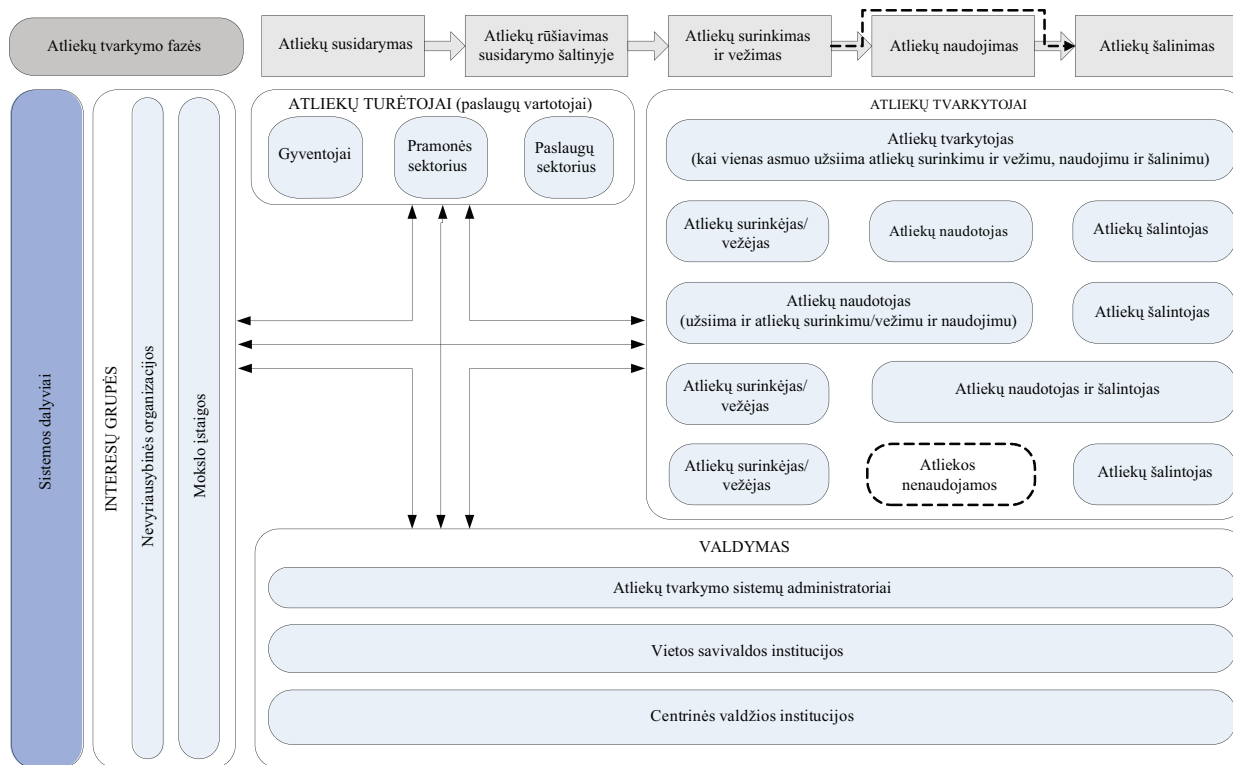 Atliekų tvarkymo fazės
Atliekų susidarymas
Atliekų rūšiavimas
susidarymo šaltinyje
Atliekų surinkimas
ir vežimas
Atliekų naudojimas
Atliekų šalinimas
Sistemos dalyviai
INTERESŲ GRUPĖS
Nevyriausybinės organizacijos
Mokslo įstaigos
ATLIEKŲ TURĖTOJAI (paslaugų vartotojai)
Gyventojai
Pramonės
sektorius
Paslaugų
sektorius
ATLIEKŲ TVARKYTOJAI
Atliekų tvarkytojas
(kai vienas asmuo užsiima atliekų surinkimu ir vežimu, naudojimu ir šalinimu)
Atliekų surinkėjas/
vežėjas
Atliekų naudotojas
Atliekų šalintojas
Atliekų naudotojas
(užsiima ir atliekų surinkimu/vežimu ir naudojimu)
Atliekų šalintojas
Atliekų surinkėjas/
vežėjas
Atliekų naudotojas ir šalintojas
Atliekų surinkėjas/
vežėjas
Atliekos
nenaudojamos
Atliekų šalintojas
VALDYMAS
Atliekų tvarkymo sistemų administratoriai
Vietos savivaldos institucijos
Centrinės valdžios institucijos